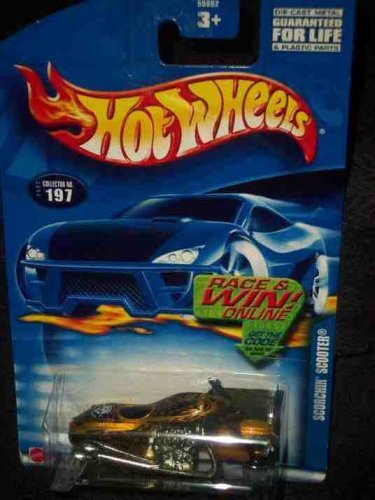 55062
3+
DIE-CAST METAL
GUARANTEED
FOR LIFE
& PLASTIC PARTS
HOT WHEELS
®
COLLECTOR NO.
197
RACE &
WIN!
ONLINE
GET THE
CODE
SCORCHIN' SCOOTER®